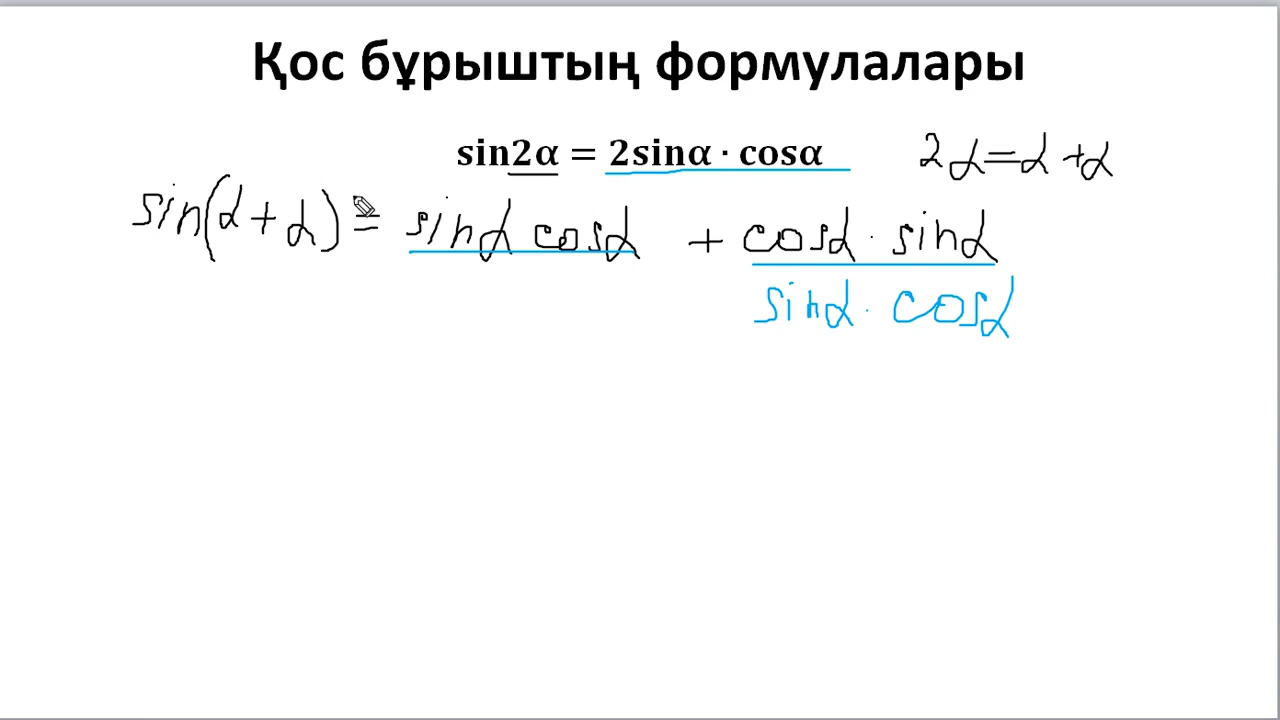 Қос бұрыштың формулалары
sin2α = 2sinα · cosα 2α=α+α
sin(α+α)= sinα cosα + cosα · sinα
sinα · cosα